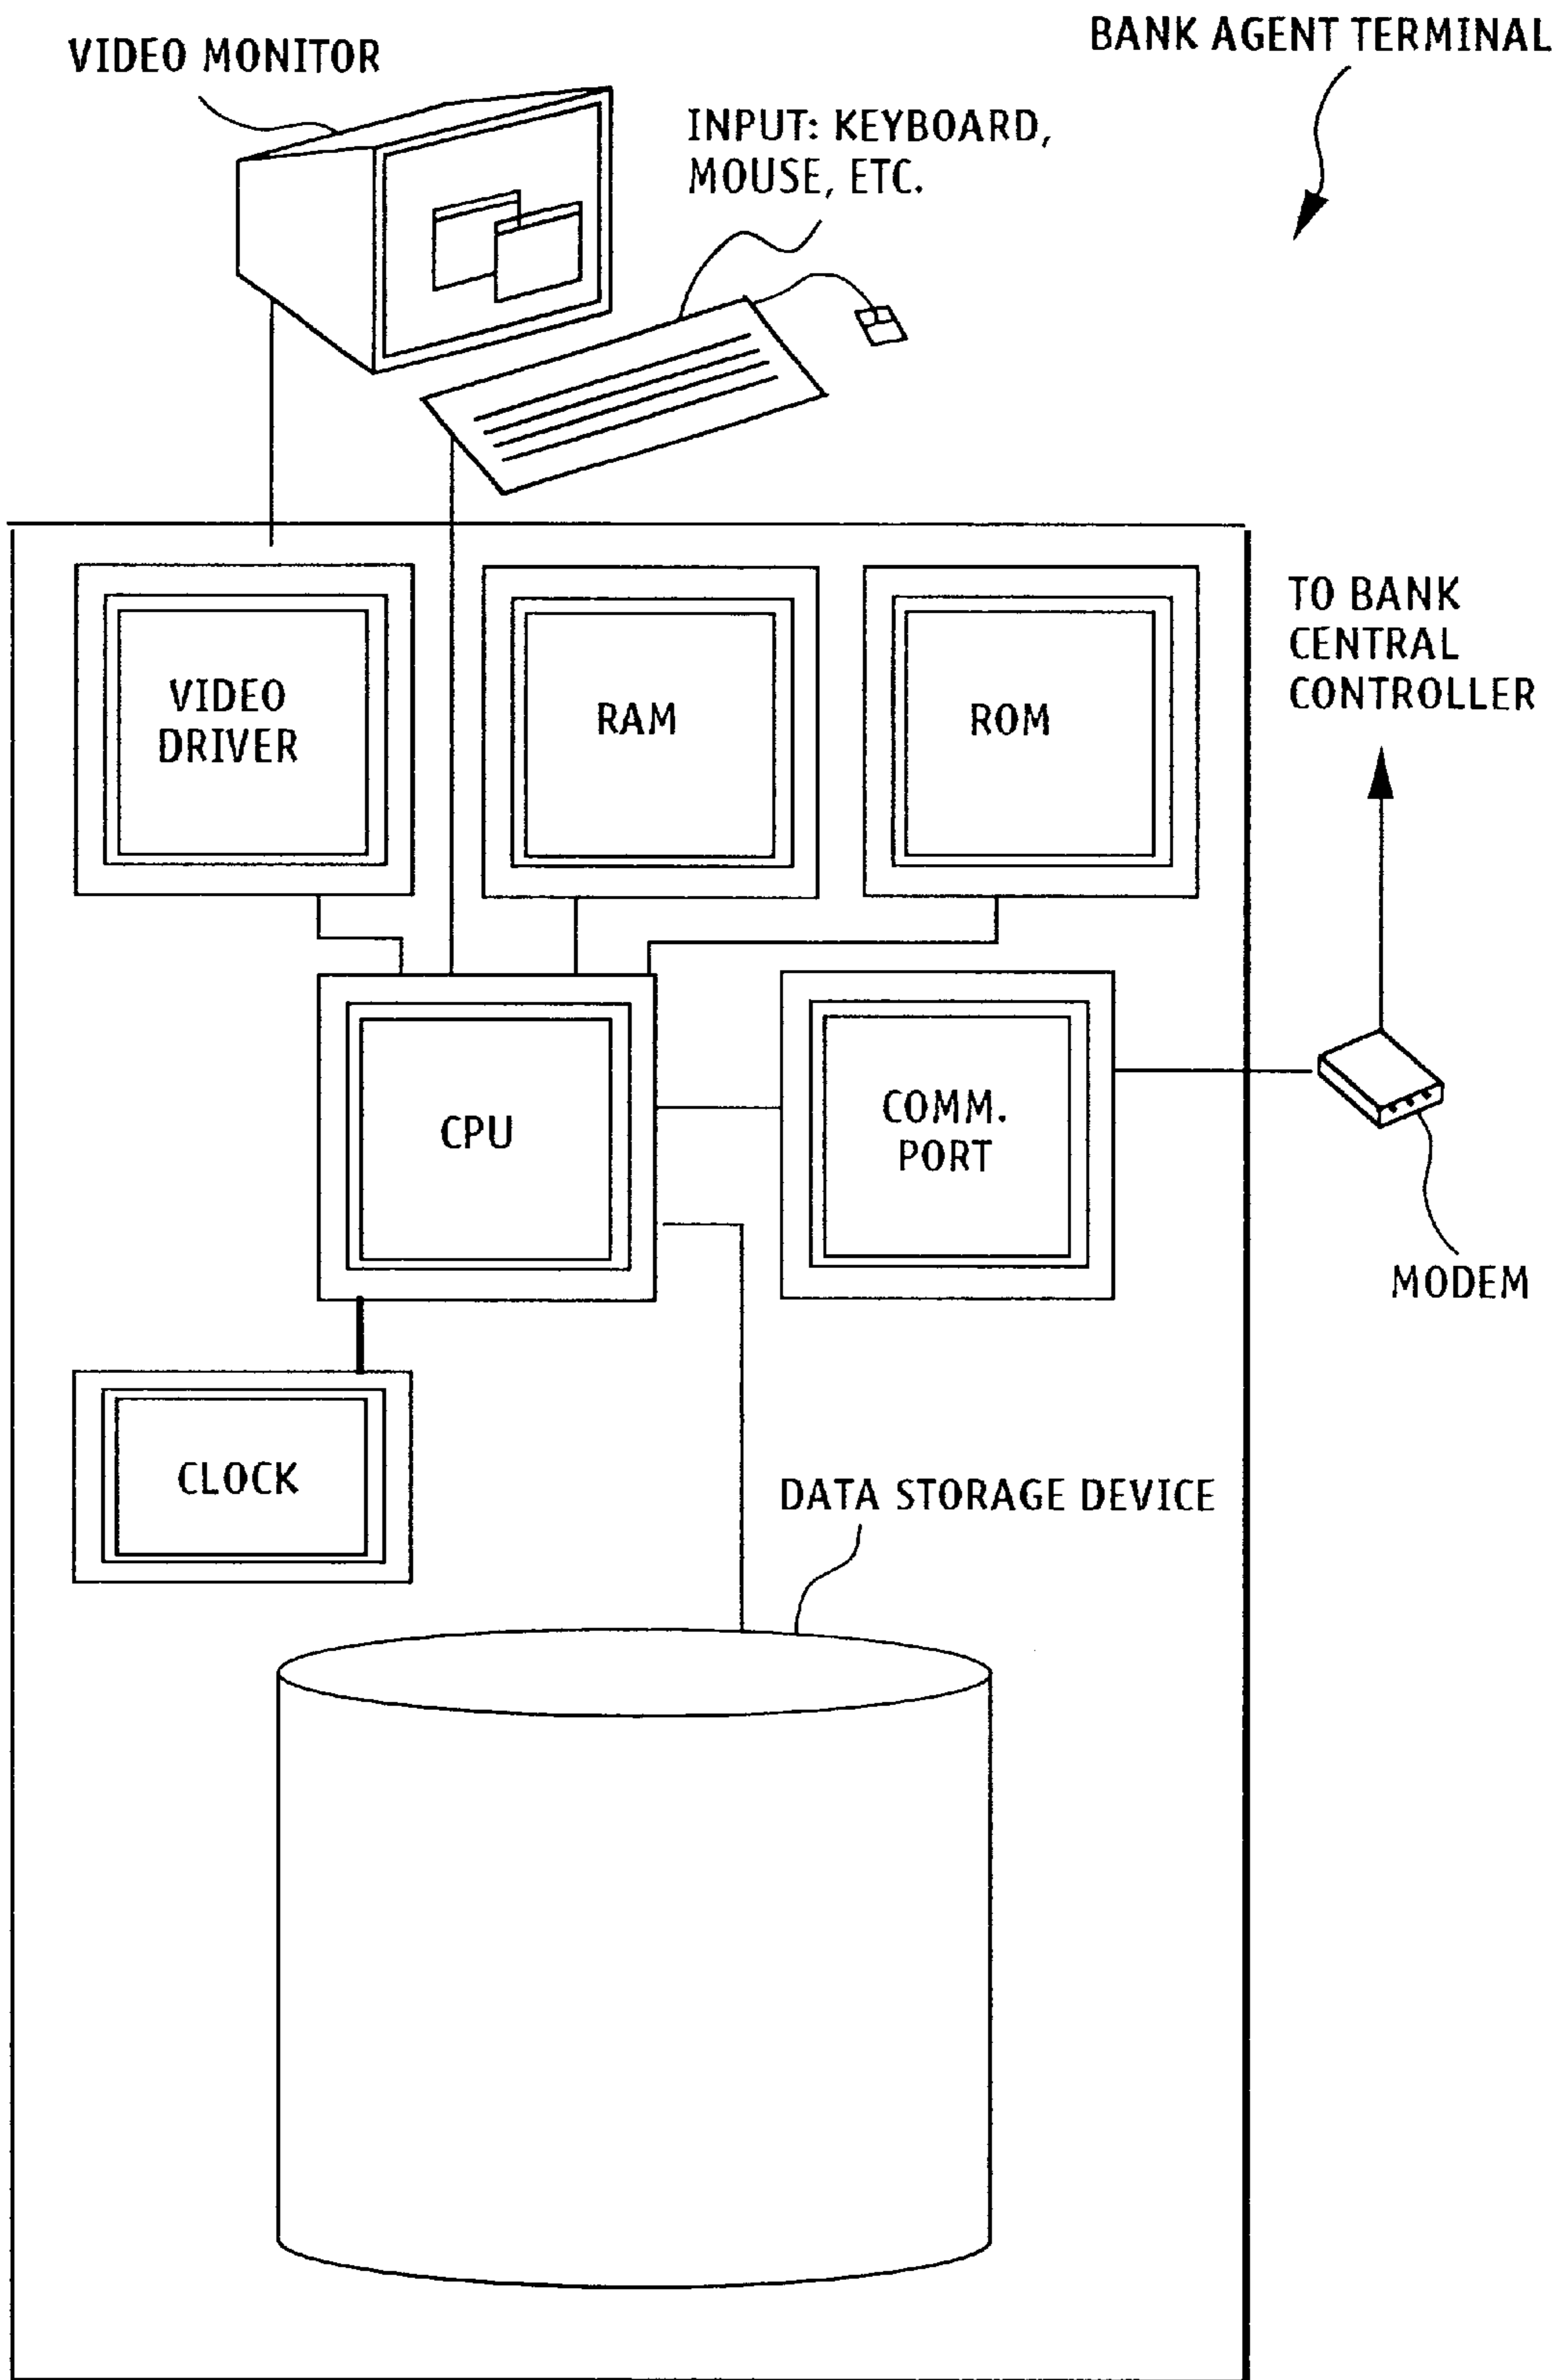 BANK AGENT TERMINAL
VIDEO MONITOR
INPUT: KEYBOARD,
MOUSE, ETC.
VIDEO
DRIVER
RAM
ROM
TO BANK
CENTRAL
CONTROLLER
CPU
COMM.
PORT
MODEM
CLOCK
DATA STORAGE DEVICE